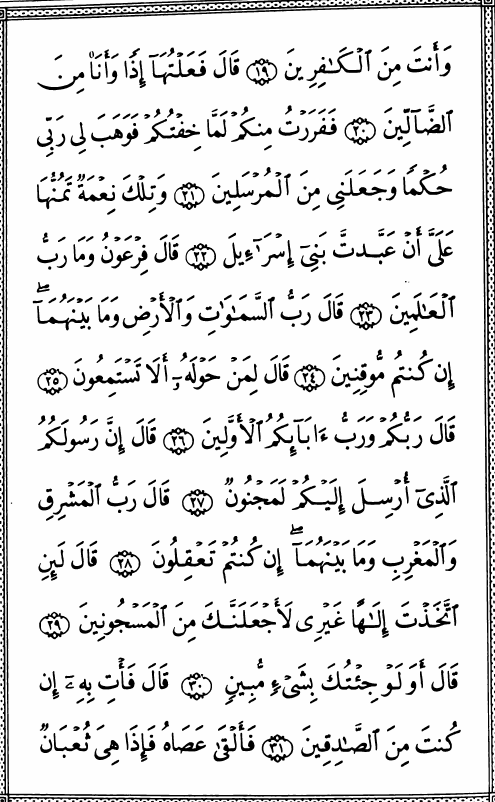 وَأَنتَ مِنَ ٱلْكَـٰفِرِينَ ﴿١٩﴾ قَالَ فَعَلْتُهَآ إِذًا وَأَنَا۠ مِنَ
ٱلضَّآلِّينَ ﴿٢٠﴾ فَفَرَرْتُ مِنكُمْ لَمَّا خِفْتُكُمْ فَوَهَبَ لِى رَبِّى
حُكْمًا وَجَعَلَنِى مِنَ ٱلْمُرْسَلِينَ ﴿٢١﴾ وَتِلْكَ نِعْمَةٌ تَمُنُّهَا
عَلَىَّ أَنْ عَبَّدتَّ بَنِىٓ إِسْرَٰٓءِيلَ ﴿٢٢﴾ قَالَ فِرْعَوْنُ وَمَا رَبُّ
ٱلْعَـٰلَمِينَ ﴿٢٣﴾ قَالَ رَبُّ ٱلسَّمَـٰوَٰتِ وَٱلْأَرْضِ وَمَا بَيْنَهُمَآ ۖ
إِن كُنتُم مُّوقِنِينَ ﴿٢٤﴾ قَالَ لِمَنْ حَوْلَهُۥٓ أَلَا تَسْتَمِعُونَ ﴿٢٥﴾
قَالَ رَبُّكُمْ وَرَبُّ ءَابَآئِكُمُ ٱلْأَوَّلِينَ ﴿٢٦﴾ قَالَ إِنَّ رَسُولَكُمُ
ٱلَّذِىٓ أُرْسِلَ إِلَيْكُمْ لَمَجْنُونٌ ﴿٢٧﴾ قَالَ رَبُّ ٱلْمَشْرِقِ
وَٱلْمَغْرِبِ وَمَا بَيْنَهُمَآ ۖ إِن كُنتُمْ تَعْقِلُونَ ﴿٢٨﴾ قَالَ لَئِنِ
ٱتَّخَذْتَ إِلَـٰهًا غَيْرِى لَأَجْعَلَنَّكَ مِنَ ٱلْمَسْجُونِينَ ﴿٢٩﴾
قَالَ أَوَلَوْ جِئْتُكَ بِشَىْءٍ مُّبِينٍ ﴿٣٠﴾ قَالَ فَأْتِ بِهِۦٓ إِن
كُنتَ مِنَ ٱلصَّـٰدِقِينَ ﴿٣١﴾ فَأَلْقَىٰ عَصَاهُ فَإِذَا هِىَ ثُعْبَانٌ